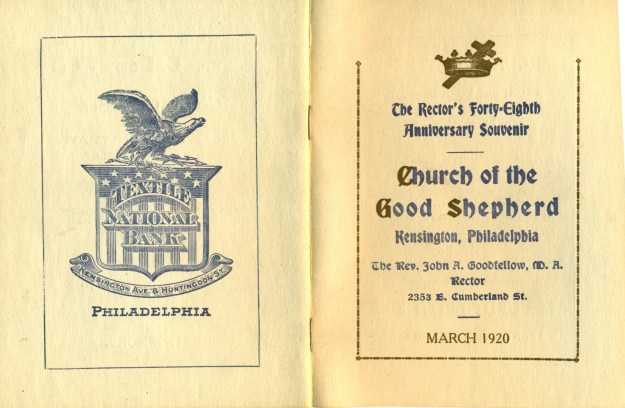 TEXTILE
NATIONAL
BANK
KENSINGTON AVE. & HUNTINGDON ST.
PHILADELPHIA
The Rector's Forty-Eighth
Anniversary Souvenir
Church of the
Good Shepherd
Kensington, Philadelphia
The Rev. John A. Goodfellow, M. A.
Rector
2353 E. Cumberland St.
MARCH 1920